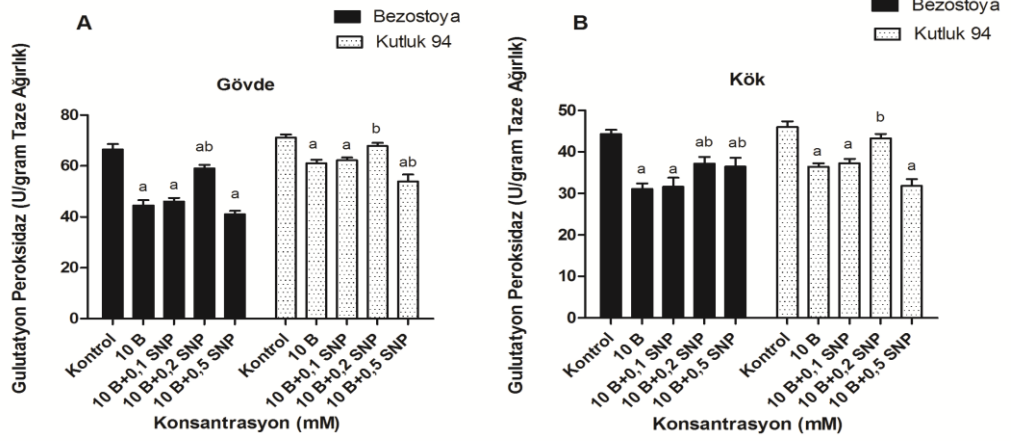 A
Bezostoya
Kutluk 94
Gövde
Gulutatyon Peroksidaz (U/gram Taze Ağırlık)
80
60
40
20
0
a
a
ab
a
a
a
b
ab
Kontrol
10 B
10 B+0,1 SNP
10 B+0,2 SNP
10 B+0,5 SNP
Kontrol
10 B
10 B+0,1 SNP
10 B+0,2 SNP
10 B+0,5 SNP
Konsantrasyon (mM)
B
Bezostoya
Kutluk 94
Kök
Gulutatyon Peroksidaz (U/gram Taze Ağırlık)
50
40
30
20
10
0
a
a
ab
ab
a
a
b
a
Kontrol
10 B
10 B+0,1 SNP
10 B+0,2 SNP
10 B+0,5 SNP
Kontrol
10 B
10 B+0,1 SNP
10 B+0,2 SNP
10 B+0,5 SNP
Konsantrasyon (mM)